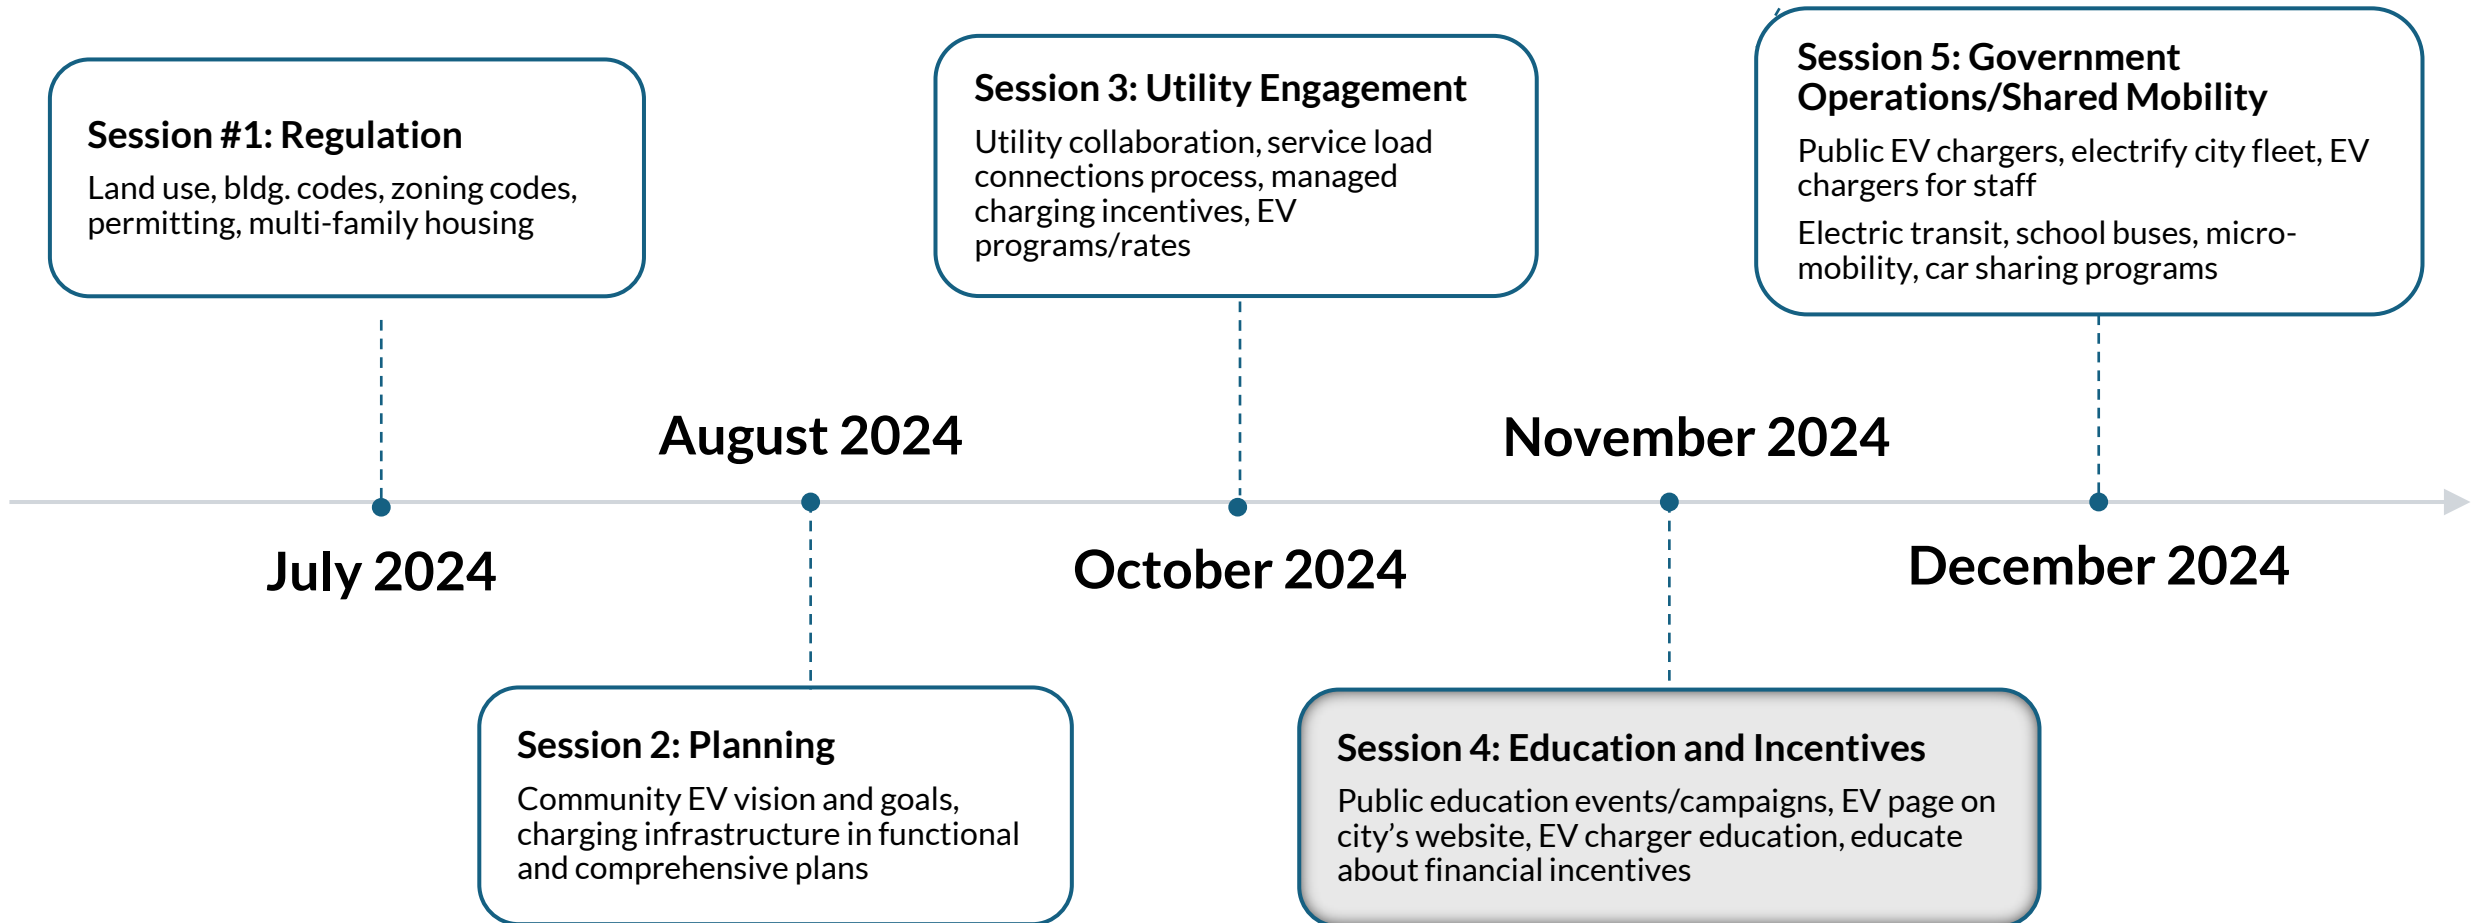 Session #1: Regulation
Land use, bldg. codes, zoning codes,
permitting, multi-family housing
Session 3: Utility Engagement
Utility collaboration, service load
connections process, managed
charging incentives, EV
programs/rates
Session 5: Government
Operations/Shared Mobility
Public EV chargers, electrify city fleet, EV
chargers for staff
Electric transit, school buses, micro-
mobility, car sharing programs
August 2024
November 2024
July 2024
October 2024
December 2024
Session 2: Planning
Community EV vision and goals,
charging infrastructure in functional
and comprehensive plans
Session 4: Education and Incentives
Public education events/campaigns, EV page on
city’s website, EV charger education, educate
about financial incentives